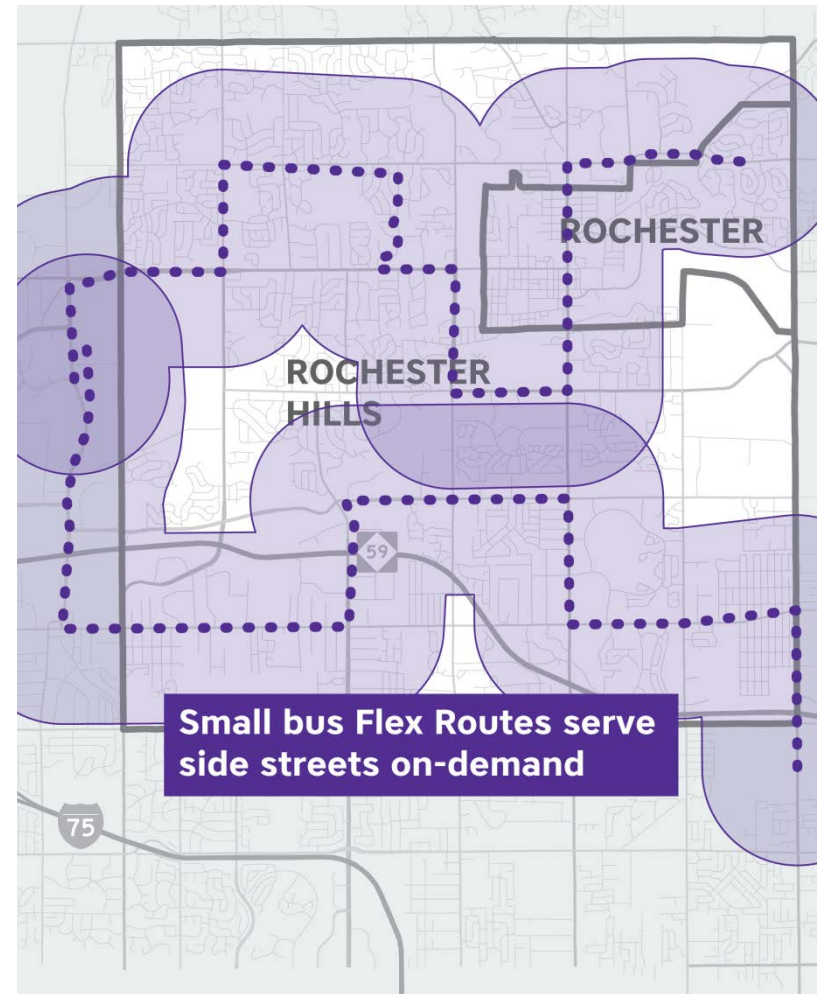 ROCHESTER
ROCHESTER
HILLS
59
Small bus Flex Routes serve
side streets on-demand
75